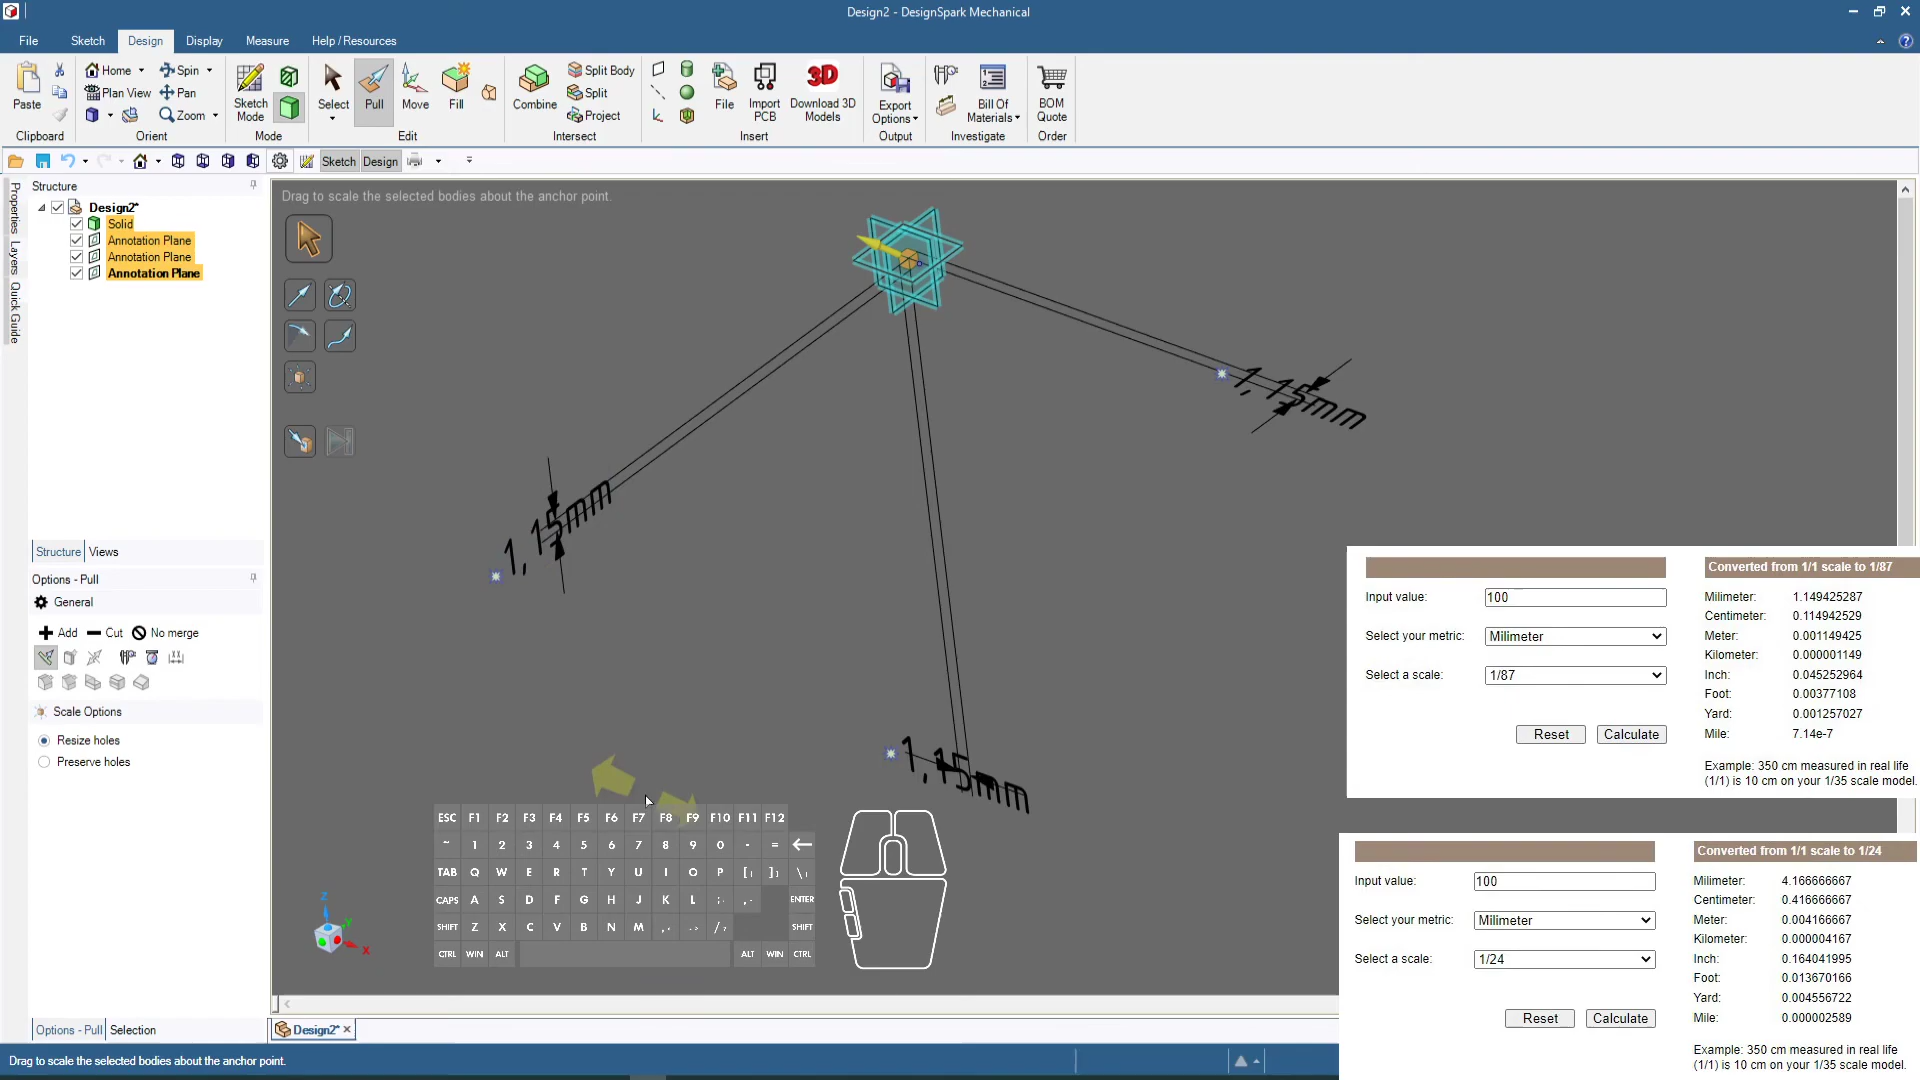 Design2 - DesignSpark Mechanical
File Sketch Design Display Measure Help / Resources
Paste
Clipboard
Home Spin
Plan View Pan
Zoom
Orient
Sketch Mode
Mode
Select
Pull
Move
Fill
Edit
Combine
Split Body
Split
Project
Intersect
File
Import PCB
Download 3D Models
Insert
Export Options
Output
Bill Of Materials
Investigate
BOM Quote
Order
Sketch Design
Structure
Design2*
Solid
Annotation Plane
Annotation Plane
Annotation Plane
Properties Layers Quick Guide
Structure Views
Options - Pull
General
Add Cut No merge
Scale Options
Resize holes
Preserve holes
Options - Pull Selection
Drag to scale the selected bodies about the anchor point.
1,15mm
1,15mm
1,15mm
Z
Y
X
ESC F1 F2 F3 F4 F5 F6 F7 F8 F9 F10 F11 F12
~ 1 2 3 4 5 6 7 8 9 0 - =
TAB Q W E R T Y U I O P [ ] \
CAPS A S D F G H J K L ; , ENTER
SHIFT Z X C V B N M , . / SHIFT
CTRL WIN ALT ALT WIN CTRL
Design2*
Drag to scale the selected bodies about the anchor point.
Converted from 1/1 scale to 1/87
Input value: 100
Select your metric: Milimeter
Select a scale: 1/87
Reset Calculate
Milimeter: 1.149425287
Centimeter: 0.114942529
Meter: 0.001149425
Kilometer: 0.000001149
Inch: 0.045252964
Foot: 0.00377108
Yard: 0.001257027
Mile: 7.14e-7
Example: 350 cm measured in real life
(1/1) is 10 cm on your 1/35 scale model.
Converted from 1/1 scale to 1/24
Input value: 100
Select your metric: Milimeter
Select a scale: 1/24
Reset Calculate
Milimeter: 4.166666667
Centimeter: 0.416666667
Meter: 0.004166667
Kilometer: 0.000004167
Inch: 0.164041995
Foot: 0.013670166
Yard: 0.004556722
Mile: 0.000002589
Example: 350 cm measured in real life
(1/1) is 10 cm on your 1/35 scale model.